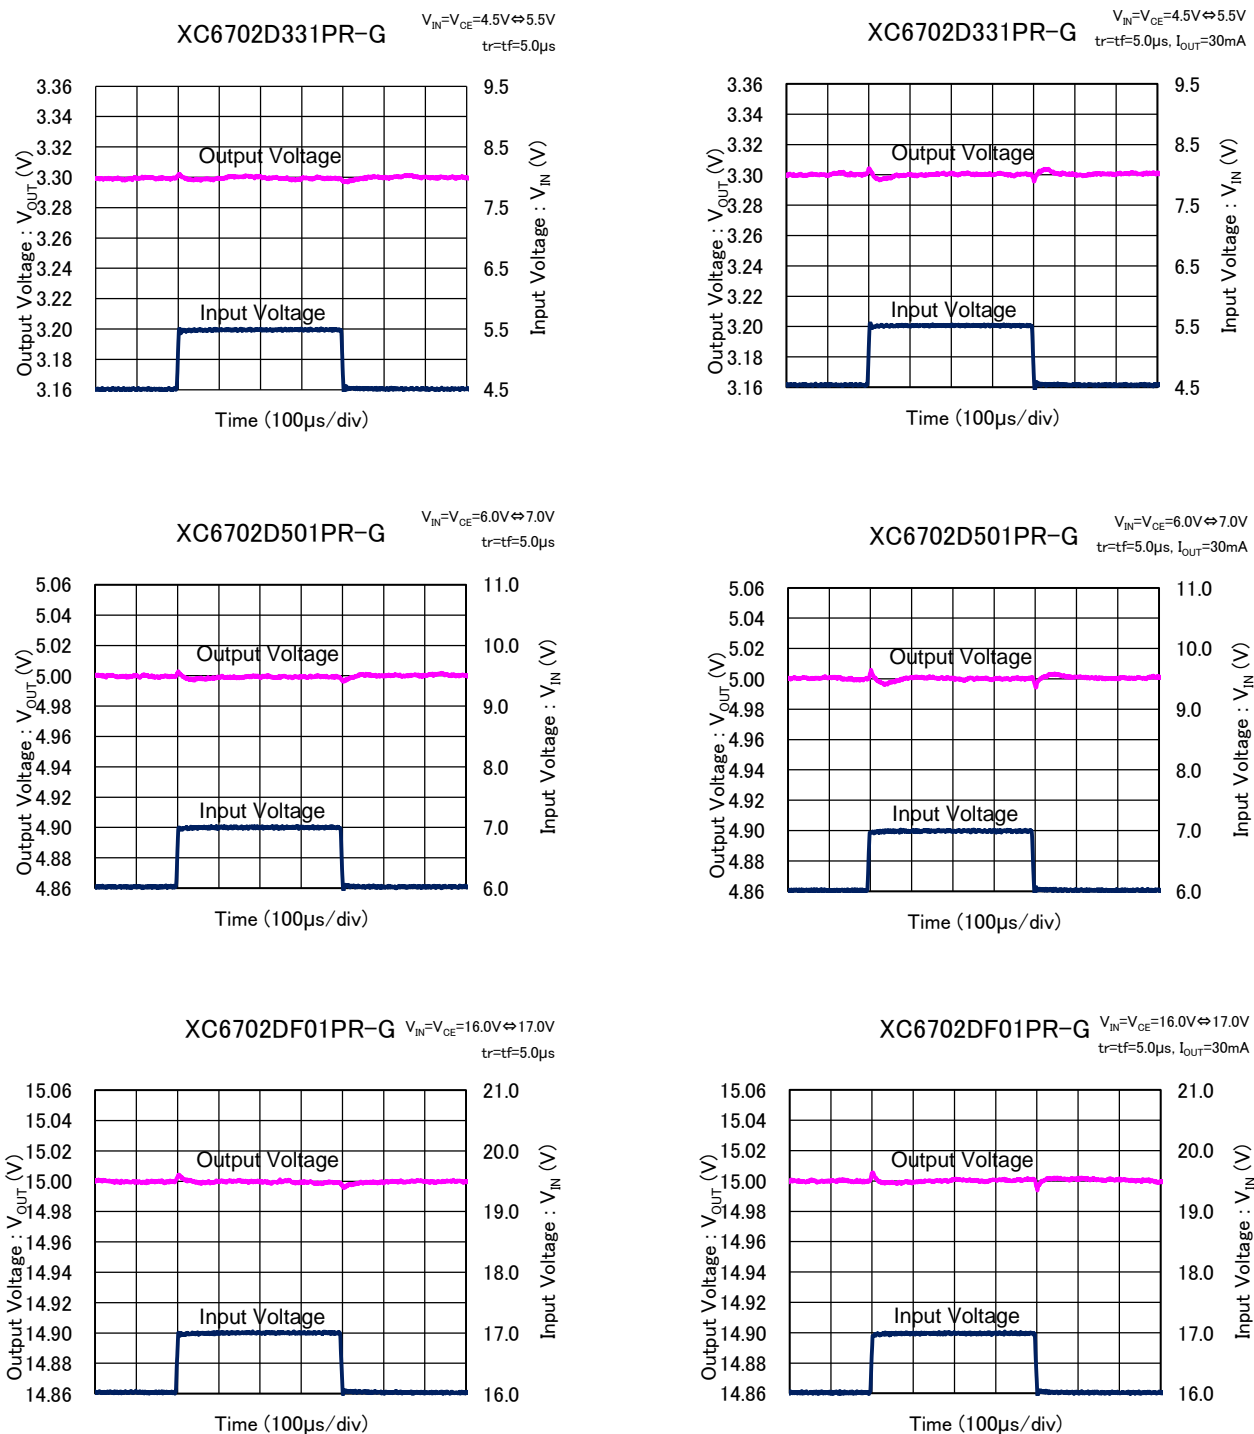 XC6702D331PR-G
VIN=VCE=4.5V⇔5.5V
tr=tf=5.0μs
3.36
3.34
3.32
3.30
3.28
3.26
3.24
3.22
3.20
3.18
3.16
9.5
8.5
7.5
6.5
5.5
4.5
Output Voltage : VOUT (V)
Input Voltage : VIN (V)
Output Voltage
Input Voltage
Time (100μs/div)
XC6702D331PR-G
VIN=VCE=4.5V⇔5.5V
tr=tf=5.0μs, IOUT=30mA
3.36
3.34
3.32
3.30
3.28
3.26
3.24
3.22
3.20
3.18
3.16
9.5
8.5
7.5
6.5
5.5
4.5
Output Voltage : VOUT (V)
Input Voltage : VIN (V)
Output Voltage
Input Voltage
Time (100μs/div)
XC6702D501PR-G
VIN=VCE=6.0V⇔7.0V
tr=tf=5.0μs
5.06
5.04
5.02
5.00
4.98
4.96
4.94
4.92
4.90
4.88
4.86
11.0
10.0
9.0
8.0
7.0
6.0
Output Voltage : VOUT (V)
Input Voltage : VIN (V)
Output Voltage
Input Voltage
Time (100μs/div)
XC6702D501PR-G
VIN=VCE=6.0V⇔7.0V
tr=tf=5.0μs, IOUT=30mA
5.06
5.04
5.02
5.00
4.98
4.96
4.94
4.92
4.90
4.88
4.86
11.0
10.0
9.0
8.0
7.0
6.0
Output Voltage : VOUT (V)
Input Voltage : VIN (V)
Output Voltage
Input Voltage
Time (100μs/div)
XC6702DF01PR-G
VIN=VCE=16.0V⇔17.0V
tr=tf=5.0μs
15.06
15.04
15.02
15.00
14.98
14.96
14.94
14.92
14.90
14.88
14.86
21.0
20.0
19.0
18.0
17.0
16.0
Output Voltage : VOUT (V)
Input Voltage : VIN (V)
Output Voltage
Input Voltage
Time (100μs/div)
XC6702DF01PR-G
VIN=VCE=16.0V⇔17.0V
tr=tf=5.0μs, IOUT=30mA
15.06
15.04
15.02
15.00
14.98
14.96
14.94
14.92
14.90
14.88
14.86
21.0
20.0
19.0
18.0
17.0
16.0
Output Voltage : VOUT (V)
Input Voltage : VIN (V)
Output Voltage
Input Voltage
Time (100μs/div)